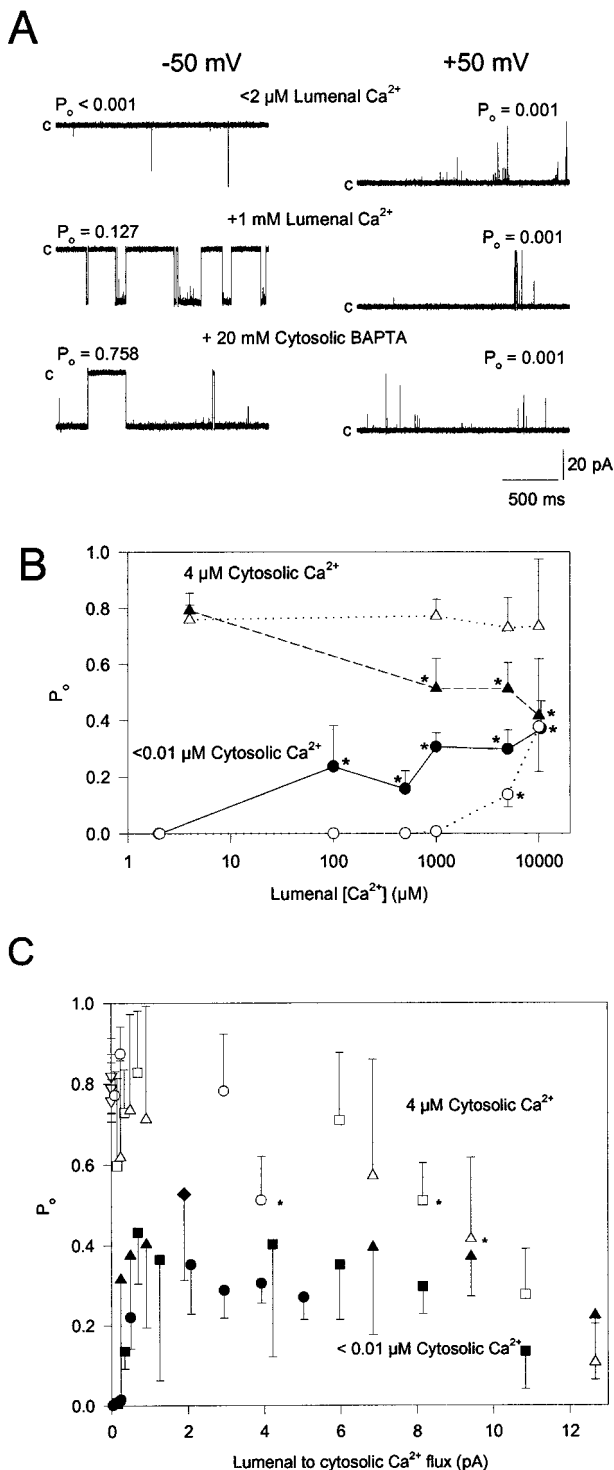 A
-50 mV +50 mV
<2 µM Lumenal Ca²⁺
Pₒ < 0.001 Pₒ = 0.001
c c
+1 mM Lumenal Ca²⁺
Pₒ = 0.127 Pₒ = 0.001
c c
+ 20 mM Cytosolic BAPTA
Pₒ = 0.758 Pₒ = 0.001
c c
20 pA
500 ms
B
1.0
0.8
0.6
0.4
0.2
0.0
Pₒ
4 µM Cytosolic Ca²⁺
<0.01 µM Cytosolic Ca²⁺
* * * * * * * * *
1 10 100 1000 10000
Lumenal [Ca²⁺] (µM)
C
1.0
0.8
0.6
0.4
0.2
0.0
Pₒ
4 µM Cytosolic Ca²⁺
* * *
< 0.01 µM Cytosolic Ca²⁺
0 2 4 6 8 10 12
Lumenal to cytosolic Ca²⁺ flux (pA)